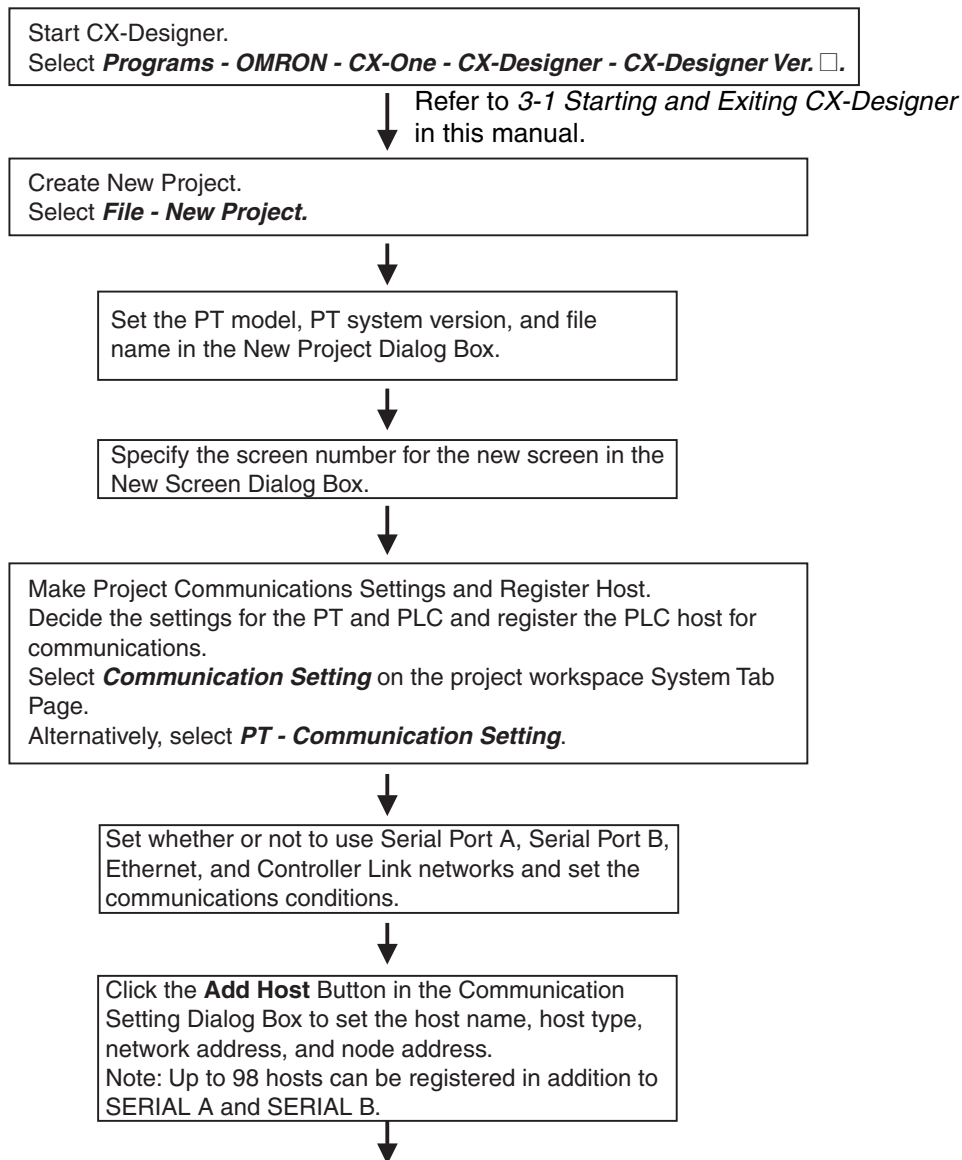 Start CX-Designer.
Select Programs - OMRON - CX-One - CX-Designer - CX-Designer Ver. □.
Refer to 3-1 Starting and Exiting CX-Designer
in this manual.
Create New Project.
Select File - New Project.
Set the PT model, PT system version, and file
name in the New Project Dialog Box.
Specify the screen number for the new screen in the
New Screen Dialog Box.
Make Project Communications Settings and Register Host.
Decide the settings for the PT and PLC and register the PLC host for
communications.
Select Communication Setting on the project workspace System Tab
Page.
Alternatively, select PT - Communication Setting.
Set whether or not to use Serial Port A, Serial Port B,
Ethernet, and Controller Link networks and set the
communications conditions.
Click the Add Host Button in the Communication
Setting Dialog Box to set the host name, host type,
network address, and node address.
Note: Up to 98 hosts can be registered in addition to
SERIAL A and SERIAL B.